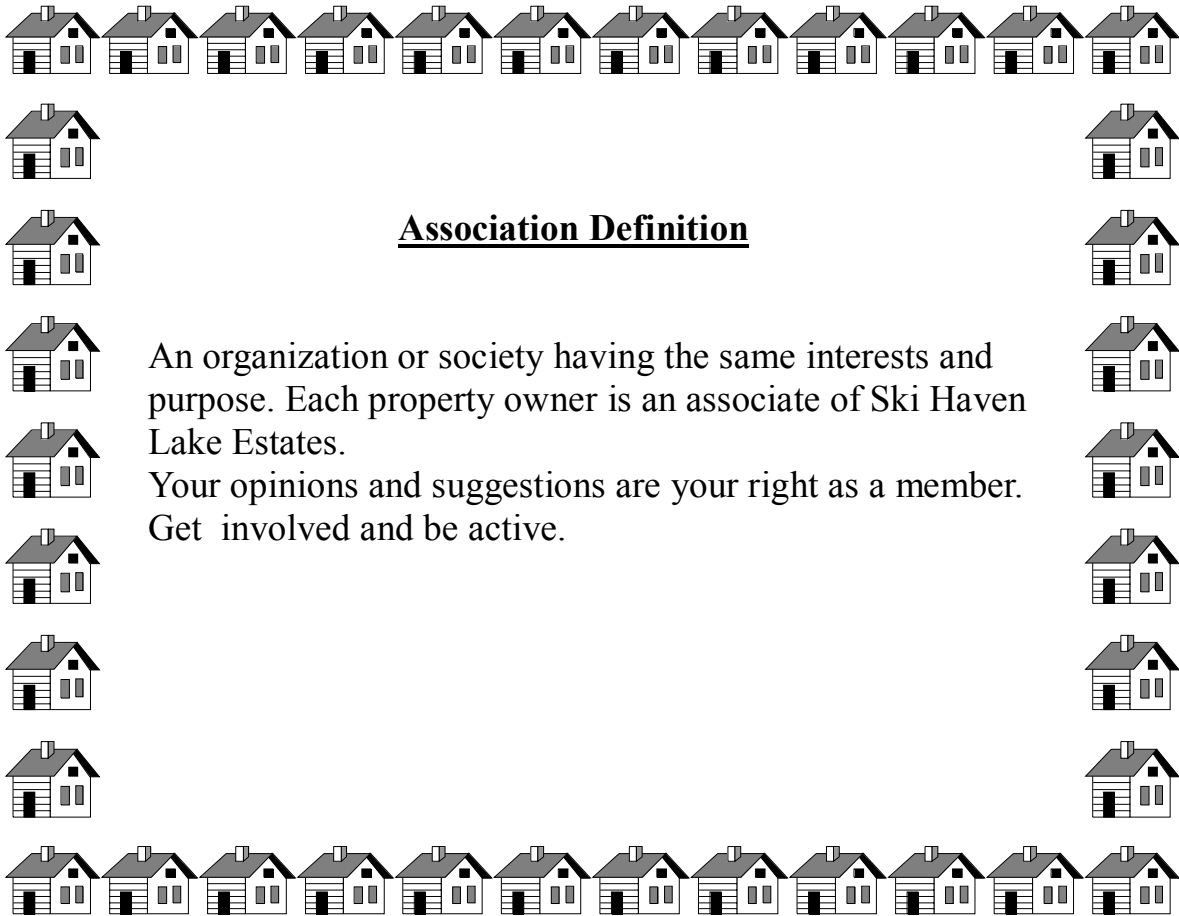 Association Definition
An organization or society having the same interests and
purpose. Each property owner is an associate of Ski Haven
Lake Estates.
Your opinions and suggestions are your right as a member.
Get  involved and be active.